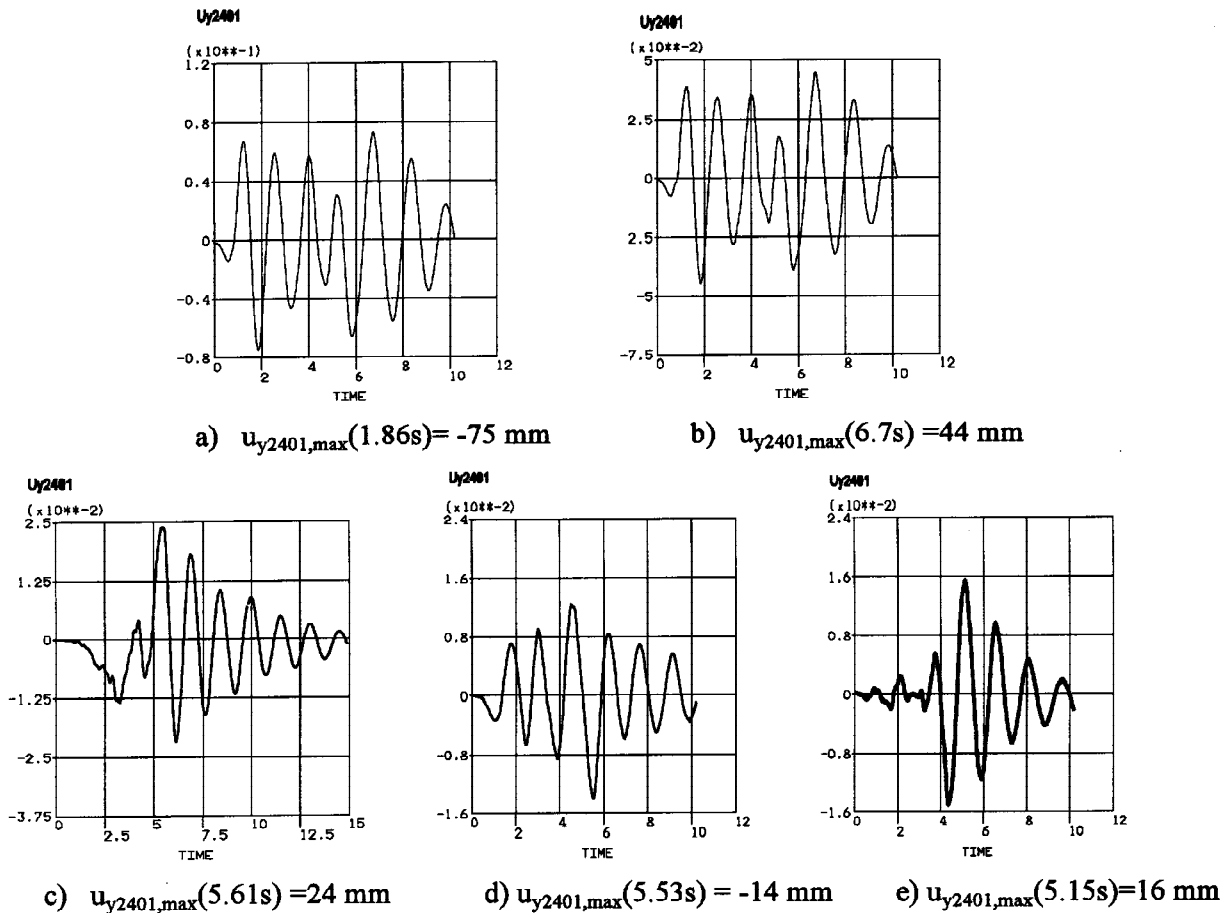 Uy2401
(x10**-1)
1.2
0.8
0.4
0
-0.4
-0.8
0 2 4 6 8 10 12
TIME
a) u_y2401,max(1.86s)= -75 mm
Uy2401
(x10**-2)
5
2.5
0
2.5
-5
-7.5
0 2 4 6 8 10 12
TIME
b) u_y2401,max(6.7s) =44 mm
Uy2401
(x10**-2)
2.5
1.25
0
-1.25
-2.5
-3.75
0 2.5 5 7.5 10 12.5 15
TIME
c) u_y2401,max(5.61s) =24 mm
Uy2401
(x10**-2)
2.4
1.6
0.8
0
-0.8
-1.6
0 2 4 6 8 10 12
TIME
d) u_y2401,max(5.53s) = -14 mm
Uy2401
(x10**-2)
2.4
1.6
0.8
0
-0.8
-1.6
0 2 4 6 8 10 12
TIME
e) u_y2401,max(5.15s)=16 mm